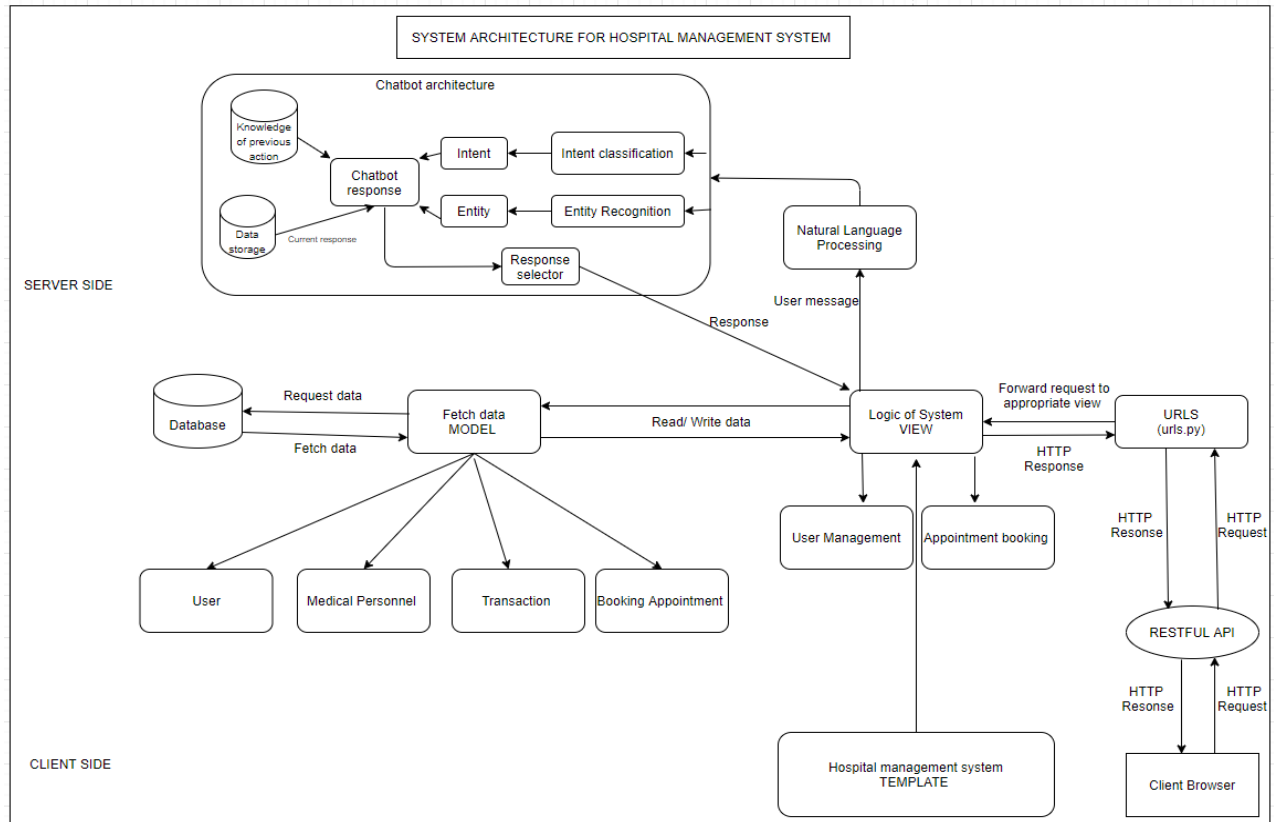 SYSTEM ARCHITECTURE FOR HOSPITAL MANAGEMENT SYSTEM
Chatbot architecture
Knowledge
of previous
action
Intent
Intent classification
Chatbot
response
Entity
Entity Recognition
Data
storage
Current response
Natural Language
Processing
Response
selector
SERVER SIDE
User message
Response
Request data
Forward request to
appropriate view
Database
Fetch data
MODEL
Read/ Write data
Logic of System
VIEW
URLS
(urls.py)
Fetch data
HTTP
Response
User Management
Appointment booking
HTTP
Resonse
HTTP
Request
User
Medical Personnel
Transaction
Booking Appointment
RESTFUL API
HTTP
Resonse
HTTP
Request
CLIENT SIDE
Hospital management system
TEMPLATE
Client Browser